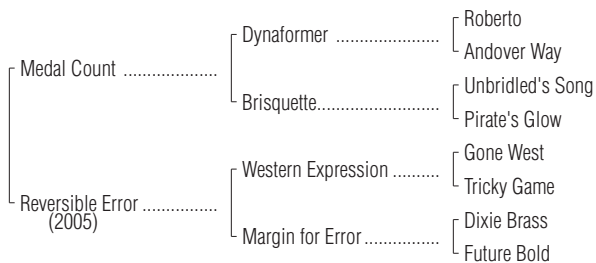 Roberto
Dynaformer ......................
Andover Way
Medal Count ....................
Unbridled's Song
Brisquette..........................
Pirate's Glow
Gone West
Western Expression ..........
Tricky Game
Reversible Error ................
(2005)
Dixie Brass
Margin for Error................
Future Bold